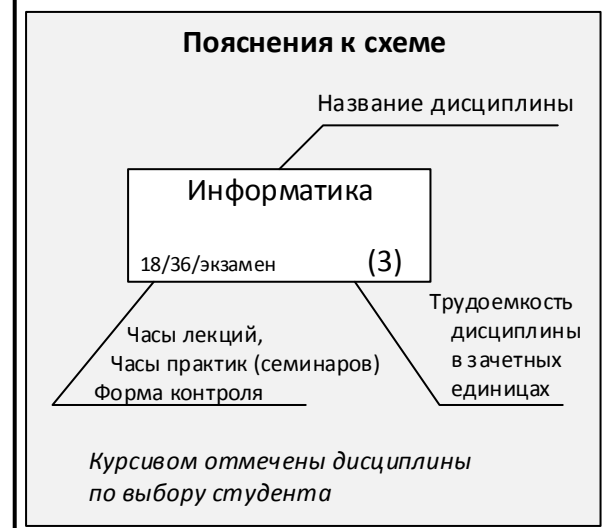 Пояснения к схеме
Название дисциплины
Информатика
18/36/экзамен (3)
Часы лекций,
Часы практик (семинаров)
Форма контроля
Трудоемкость
дисциплины
в зачетных
единицах
Курсивом отмечены дисциплины
по выбору студента